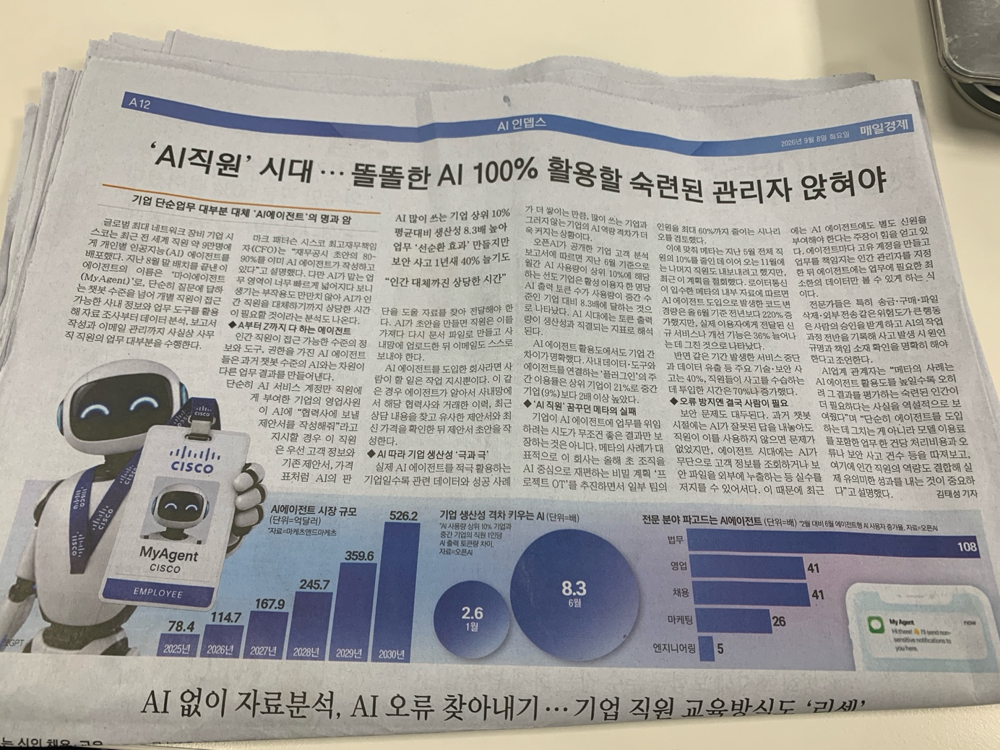 A12
AI 인뎁스
2026년 9월 8일 화요일 매일경제
‘AI직원’ 시대… 똘똘한 AI 100% 활용할 숙련된 관리자 앉혀야
기업 단순업무 대부분 대체 ‘AI에이전트’의 명과 암
글로벌 최대 네트워크 장비 기업 시
스코는 최근 전 세계 직원 약 9만명에
게 개인별 인공지능(AI) 에이전트를
배포했다. 지난 8월 말 배치를 끝낸 이
에이전트의 이름은 ‘마이에이전트
(MyAgent)’로, 단순히 질문에 답하
는 챗봇 수준을 넘어 개별 직원이 접근
가능한 사내 정보와 업무 도구를 활용
해 자료 조사부터 데이터 분석, 보고서
작성과 이메일 관리까지 사실상 사무
직 직원의 업무 대부분을 수행한다.
마크 패터슨 시스코 최고재무책임
자(CFO)는 “재무공시 초안의 80~
90%를 이미 AI 에이전트가 작성하고
있다”고 설명했다. 다만 AI가 맡는 업
무 영역이 너무 빠르게 넓어지다 보니
생기는 부작용도 만만치 않아 AI가 인
간 직원을 대체하기까지 상당한 시간
이 필요할 것이라는 분석도 나온다.
◆A부터 Z까지 다 하는 에이전트
인간 직원이 접근 가능한 수준의 정
보와 도구, 권한을 가진 AI 에이전트
들은 과거 챗봇 수준의 AI와는 차원이
다른 업무 결과를 만들어낸다.
단순히 AI 서비스 계정만 직원에
게 부여한 기업의 영업사원
이 AI에 “협력사에 보낼
제안서를 작성해줘”라고
지시할 경우 이 직원
은 우선 고객 정보와
기존 제안서, 가격
표처럼 AI의 판
AI 많이 쓰는 기업 상위 10%
평균대비 생산성 8.3배 높아
업무 ‘선순환 효과’ 만들지만
보안 사고 1년새 40% 늘기도
“인간 대체까진 상당한 시간”
단을 도울 자료를 찾아 전달해야 한
다. AI가 초안을 만들면 직원은 이를
가져다 다시 문서 파일로 만들고 사
내망에 업로드한 뒤 이메일도 스스로
보내야 한다.
AI 에이전트를 도입한 회사라면 사
람이 할 일은 작업 지시뿐이다. 이 같
은 경우 에이전트가 알아서 사내망에
서 해당 협력사와 거래한 이력, 최근
상담 내용을 찾고 유사한 제안서와 최
신 가격을 확인한 뒤 제안서 초안을 작
성한다.
◆AI 따라 기업 생산성 ‘극과 극’
실제 AI 에이전트를 적극 활용하는
기업일수록 관련 데이터와 성공 사례
가 더 쌓이는 만큼, 많이 쓰는 기업과
그러지 않는 기업의 AI 역량 격차가 더
욱 커지는 상황이다.
오픈AI가 공개한 기업 고객 분석
보고서에 따르면 지난 6월 기준으로
월간 AI 사용량이 상위 10%에 해당
하는 선도 기업은 활성 이용자 한 명당
AI 출력 토큰 수가 사용량이 중간 수
준인 기업 대비 8.3배에 달하는 것으
로 나타났다. AI 시대에는 토큰 출력
량이 생산성과 직결되는 지표로 해석
된다.
AI 에이전트 활용도에서도 기업 간
차이가 명확했다. 사내 데이터·도구와
에이전트를 연결하는 ‘플러그인’의 주
간 이용률은 상위 기업이 21%로 중간
기업(9%)보다 2배 이상 높았다.
◆‘AI 직원’ 꿈꾸던 메타의 실패
기업이 AI 에이전트에 업무를 위임
하려는 시도가 무조건 좋은 결과만 보
장하는 것은 아니다. 메타의 사례가 대
표적으로 이 회사는 올해 초 조직을
AI 중심으로 재편하는 비밀 계획 ‘프
로젝트 OT’를 추진하면서 일부 팀의
인원을 최대 60%까지 줄이는 시나리
오를 검토했다.
이에 맞춰 메타는 지난 5월 전체 직
원의 10%를 줄인 데 이어 오는 11월에
는 나머지 직원도 내보내려고 했지만,
최근 이 계획을 철회했다. 로이터통신
이 입수한 메타의 내부 자료에 따르면
AI 에이전트 도입으로 발생한 코드 변
경량은 올 6월 기준 전년보다 220% 증
가했지만, 실제 이용자에게 전달된 신
규 서비스나 개선 기능은 36% 늘어나
는 데 그친 것으로 나타났다.
반면 같은 기간 발생한 서비스 중단
과 데이터 유출 등 주요 기술·보안 사
고는 40%, 직원들이 사고를 수습하는
데 투입한 시간은 70%나 증가했다.
◆오류 방지엔 결국 사람이 필요
보안 문제도 대두된다. 과거 챗봇
시절에는 AI가 잘못된 답을 내놓아도
직원이 이를 사용하지 않으면 문제가
없었지만, 에이전트 시대에는 AI가
무단으로 고객 정보를 조회하거나 보
안 파일을 외부에 누출하는 등 실수를
저지를 수 있어서다. 이 때문에 최근
에는 AI 에이전트에도 별도 신원을
부여해야 한다는 주장이 힘을 얻고 있
다. 에이전트마다 고유 계정을 만들고
업무를 책임지는 인간 관리자를 지정
한 뒤 에이전트에는 업무에 필요한 최
소한의 데이터만 볼 수 있게 하는 식
이다.
전문가들은 특히 송금·구매·파일
삭제·외부 전송 같은 위험도가 큰 행동
은 사람의 승인을 받게 하고 AI의 작업
과정 전반을 기록해 사고 발생 시 원인
규명과 책임 소재 확인을 명확히 해야
한다고 조언한다.
AI업계 관계자는 “메타의 사례는
AI 에이전트 활용도를 높일수록 오히
려 그 결과를 평가하는 숙련된 인간이
더 필요하다는 사실을 역설적으로 보
여줬다”며 “단순히 에이전트를 도입
하는 데 그치는 게 아니라 모델 이용료
를 포함한 업무 한 건당 처리비용과 오
류나 보안 사고 건수 등을 따져보고,
여기에 인간 직원의 역량도 결합해 실
제 유의미한 성과를 내는 것이 중요하
다”고 설명했다.
김태성 기자
CISCO
CISCO
CISCO
MyAgent
CISCO
EMPLOYEE
GPT
AI에이전트 시장 규모
(단위=억달러)
*자료=마케츠앤드마케츠
78.4
114.7
167.9
245.7
359.6
526.2
2025년 2026년 2027년 2028년 2029년 2030년
기업 생산성 격차 키우는 AI (단위=배)
*AI 사용량 상위 10% 기업과
중간 기업의 직원 1인당
AI 출력 토큰량 차이,
자료=오픈AI
2.6
1월
8.3
6월
전문 분야 파고드는 AI에이전트 (단위=배) *2월 대비 6월 에이전트형 AI 사용자 증가율, 자료=오픈AI
법무 108
영업 41
채용 41
마케팅 26
엔지니어링 5
My Agent now
Hi there! 👋 I'll send non-
sensitive notifications to
you here.
AI 없이 자료분석, AI 오류 찾아내기… 기업 직원 교육방식도 ‘리셋’
는 신입 채용·교육